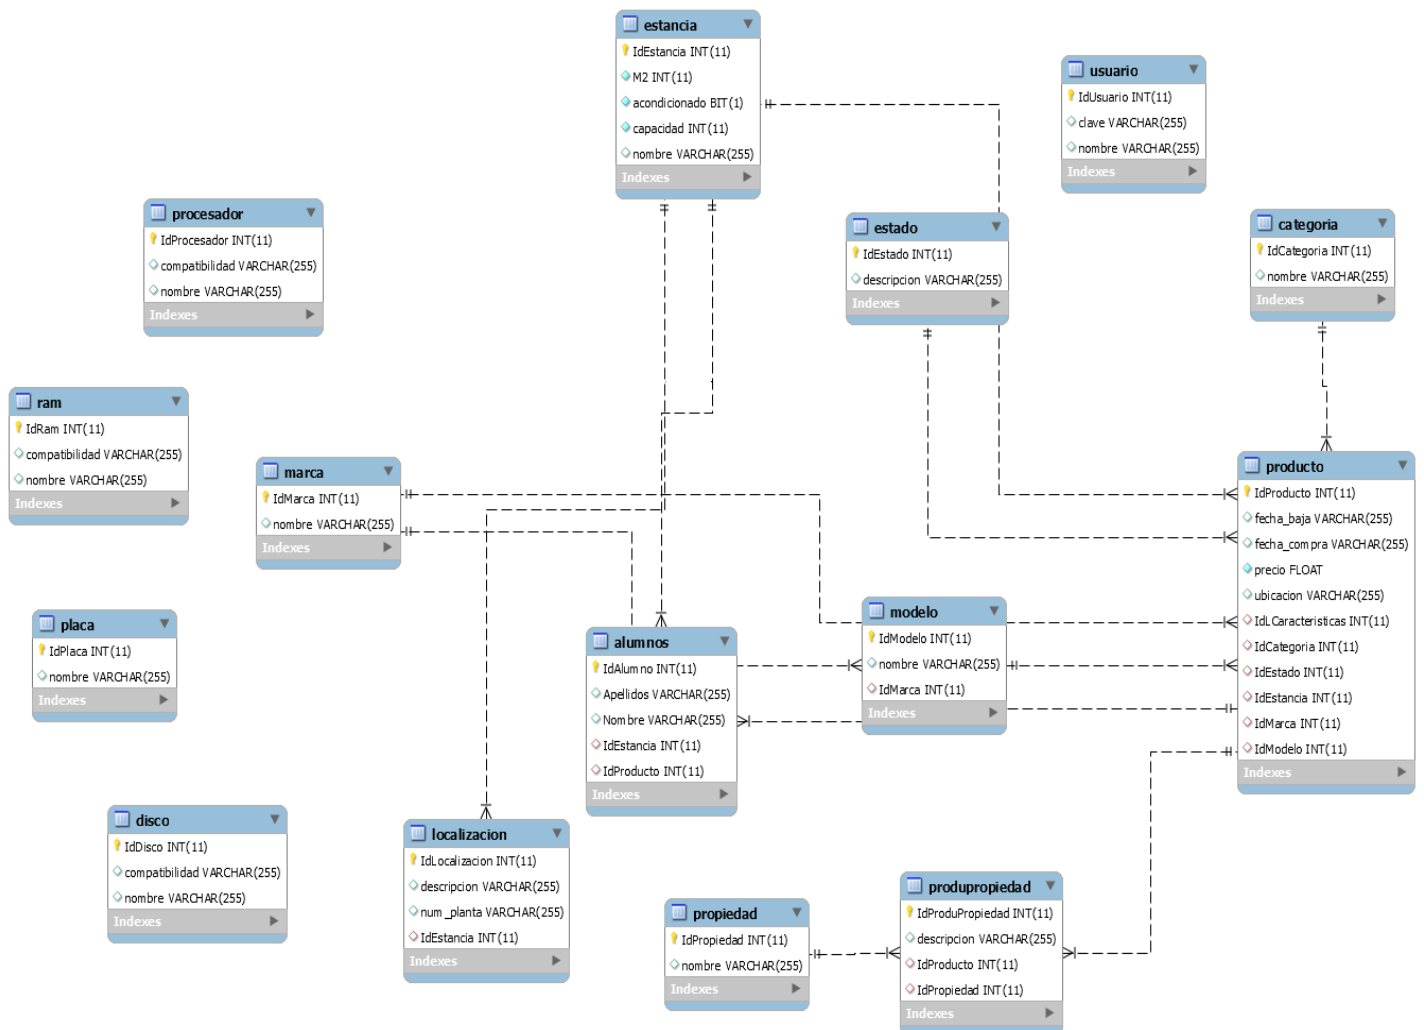 estancia
IdEstancia INT(11)
M2 INT(11)
acondicionado BIT(1)
capacidad INT(11)
nombre VARCHAR(255)
Indexes
usuario
IdUsuario INT(11)
clave VARCHAR(255)
nombre VARCHAR(255)
Indexes
procesador
IdProcesador INT(11)
compatibilidad VARCHAR(255)
nombre VARCHAR(255)
Indexes
estado
IdEstado INT(11)
descripcion VARCHAR(255)
Indexes
categoria
IdCategoria INT(11)
nombre VARCHAR(255)
Indexes
ram
IdRam INT(11)
compatibilidad VARCHAR(255)
nombre VARCHAR(255)
Indexes
marca
IdMarca INT(11)
nombre VARCHAR(255)
Indexes
producto
IdProducto INT(11)
fecha_baja VARCHAR(255)
fecha_compra VARCHAR(255)
precio FLOAT
ubicacion VARCHAR(255)
IdLCaracteristicas INT(11)
IdCategoria INT(11)
IdEstado INT(11)
IdEstancia INT(11)
IdMarca INT(11)
IdModelo INT(11)
Indexes
placa
IdPlaca INT(11)
nombre VARCHAR(255)
Indexes
alumnos
IdAlumno INT(11)
Apellidos VARCHAR(255)
Nombre VARCHAR(255)
IdEstancia INT(11)
IdProducto INT(11)
Indexes
modelo
IdModelo INT(11)
nombre VARCHAR(255)
IdMarca INT(11)
Indexes
disco
IdDisco INT(11)
compatibilidad VARCHAR(255)
nombre VARCHAR(255)
Indexes
localizacion
IdLocalizacion INT(11)
descripcion VARCHAR(255)
num_planta VARCHAR(255)
IdEstancia INT(11)
Indexes
propiedad
IdPropiedad INT(11)
nombre VARCHAR(255)
Indexes
produpropiedad
IdProduPropiedad INT(11)
descripcion VARCHAR(255)
IdProducto INT(11)
IdPropiedad INT(11)
Indexes